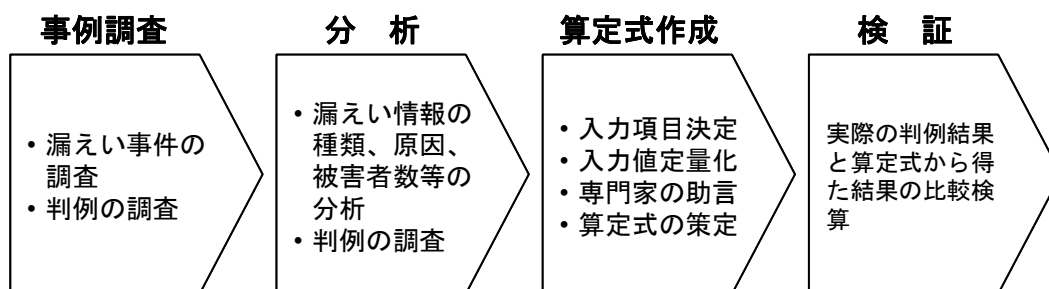 事例調査
・漏えい事件の
調査
・判例の調査
分 析
・漏えい情報の
種類、原因、
被害者数等の
分析
・判例の調査
算定式作成
・入力項目決定
・入力値定量化
・専門家の助言
・算定式の策定
検 証
実際の判例結果
と算定式から得
た結果の比較検
算